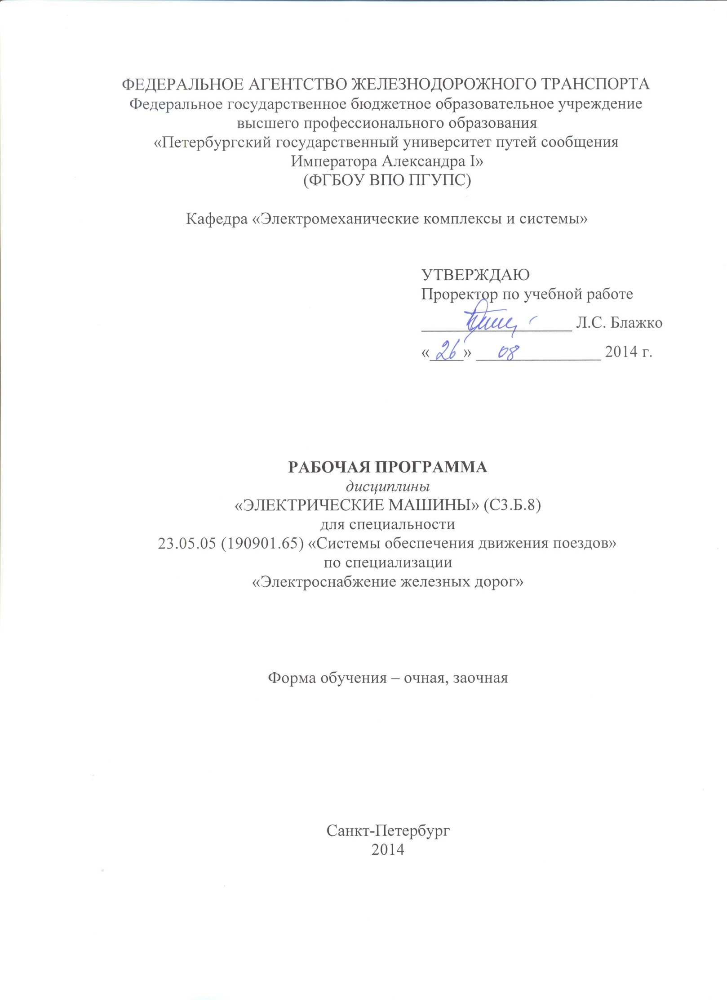 ФЕДЕРАЛЬНОЕ АГЕНТСТВО ЖЕЛЕЗНОДОРОЖНОГО ТРАНСПОРТА
Федеральное государственное бюджетное образовательное учреждение
высшего профессионального образования
«Петербургский государственный университет путей сообщения
Императора Александра I»
(ФГБОУ ВПО ПГУПС)
Кафедра «Электромеханические комплексы и системы»
УТВЕРЖДАЮ
Проректор по учебной работе
Л.С. Блажко
«26» 08 2014 г.
РАБОЧАЯ ПРОГРАММА
дисциплины
«ЭЛЕКТРИЧЕСКИЕ МАШИНЫ» (С3.Б.8)
для специальности
23.05.05 (190901.65) «Системы обеспечения движения поездов»
по специализации
«Электроснабжение железных дорог»
Форма обучения – очная, заочная
Санкт-Петербург
2014